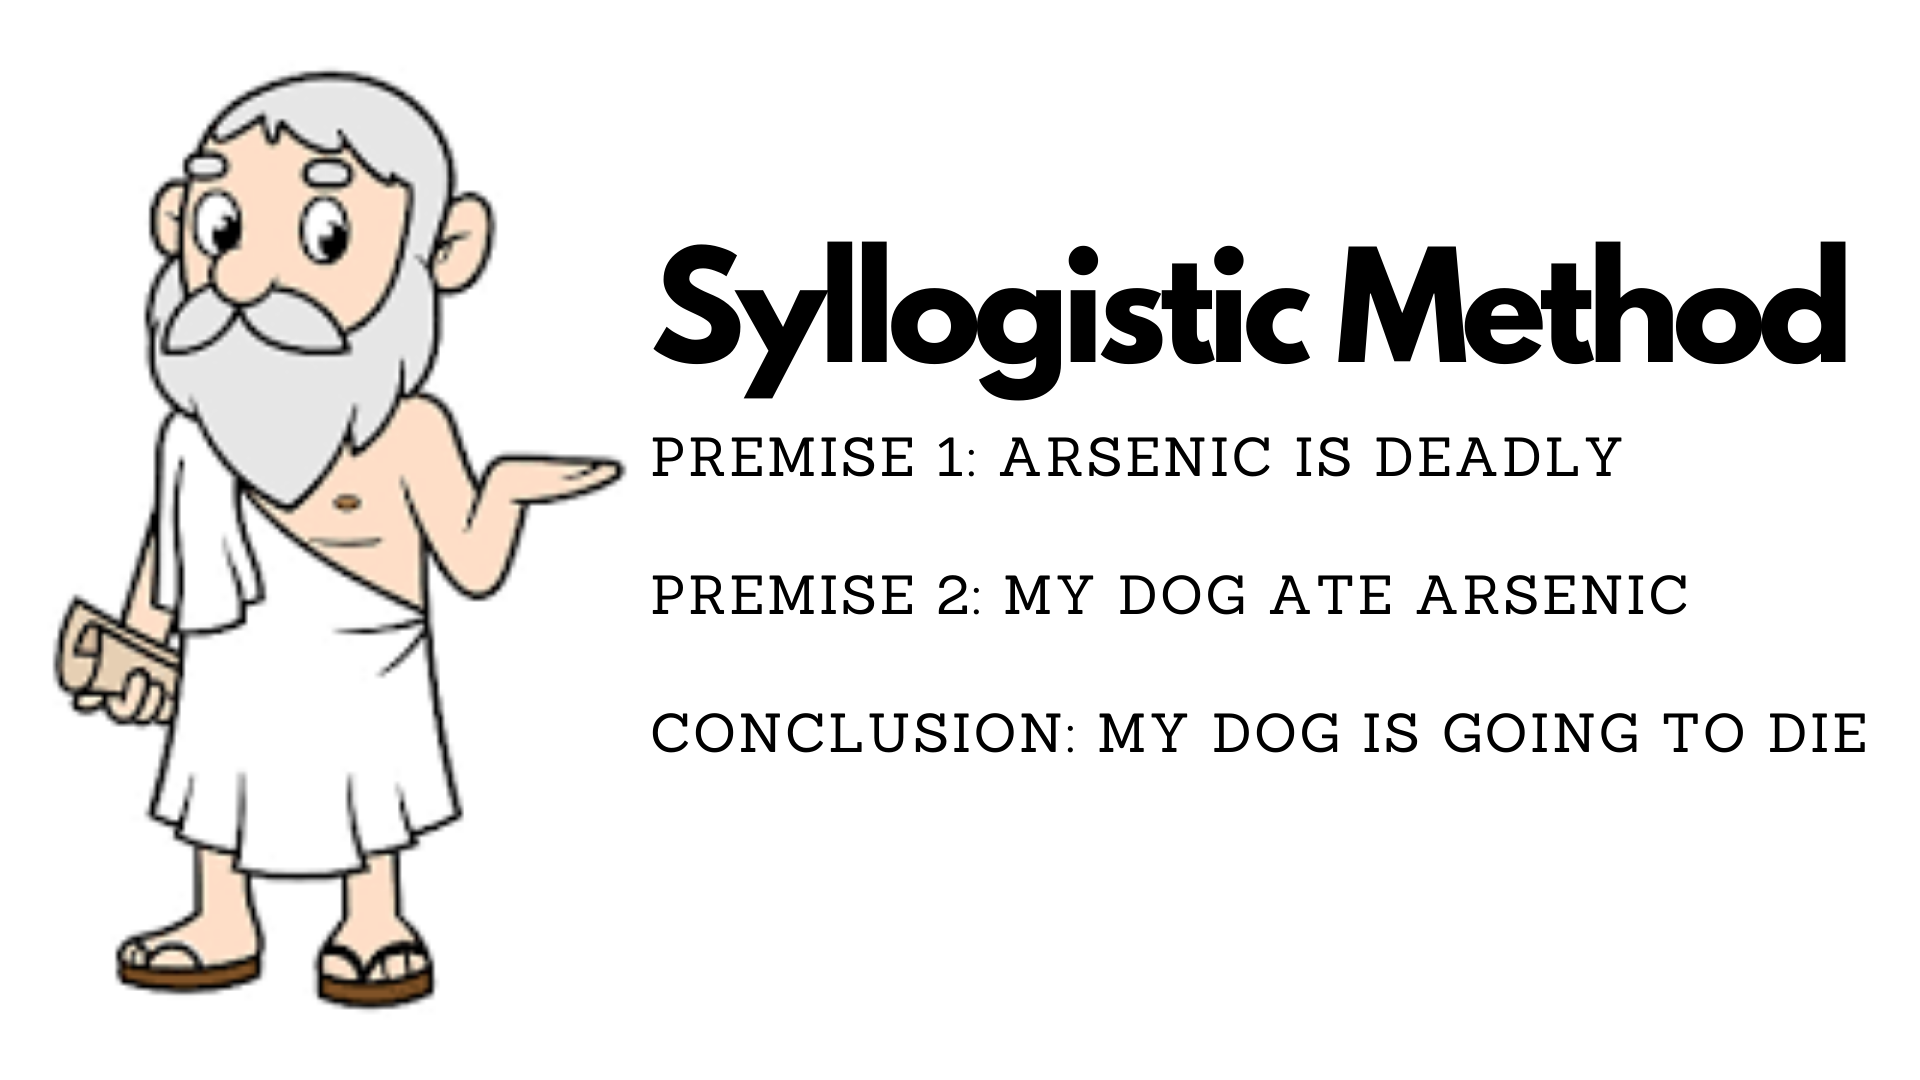 Syllogistic Method
PREMISE 1: ARSENIC IS DEADLY
PREMISE 2: MY DOG ATE ARSENIC
CONCLUSION: MY DOG IS GOING TO DIE